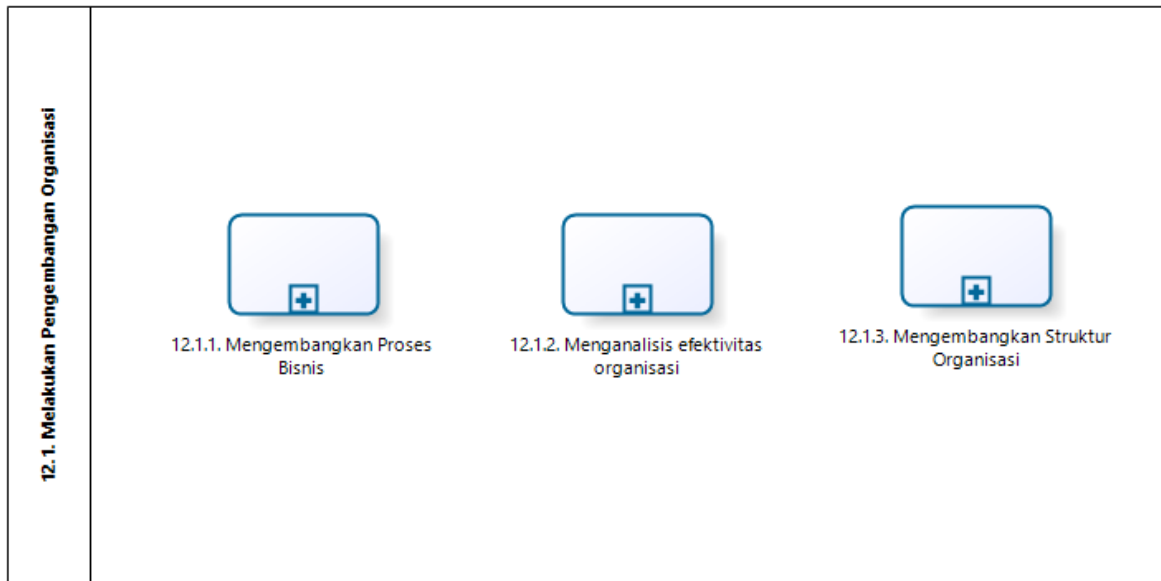 12.1. Melakukan Pengembangan Organisasi
12.1.1. Mengembangkan Proses
Bisnis
12.1.2. Menganalisis efektivitas
organisasi
12.1.3. Mengembangkan Struktur
Organisasi